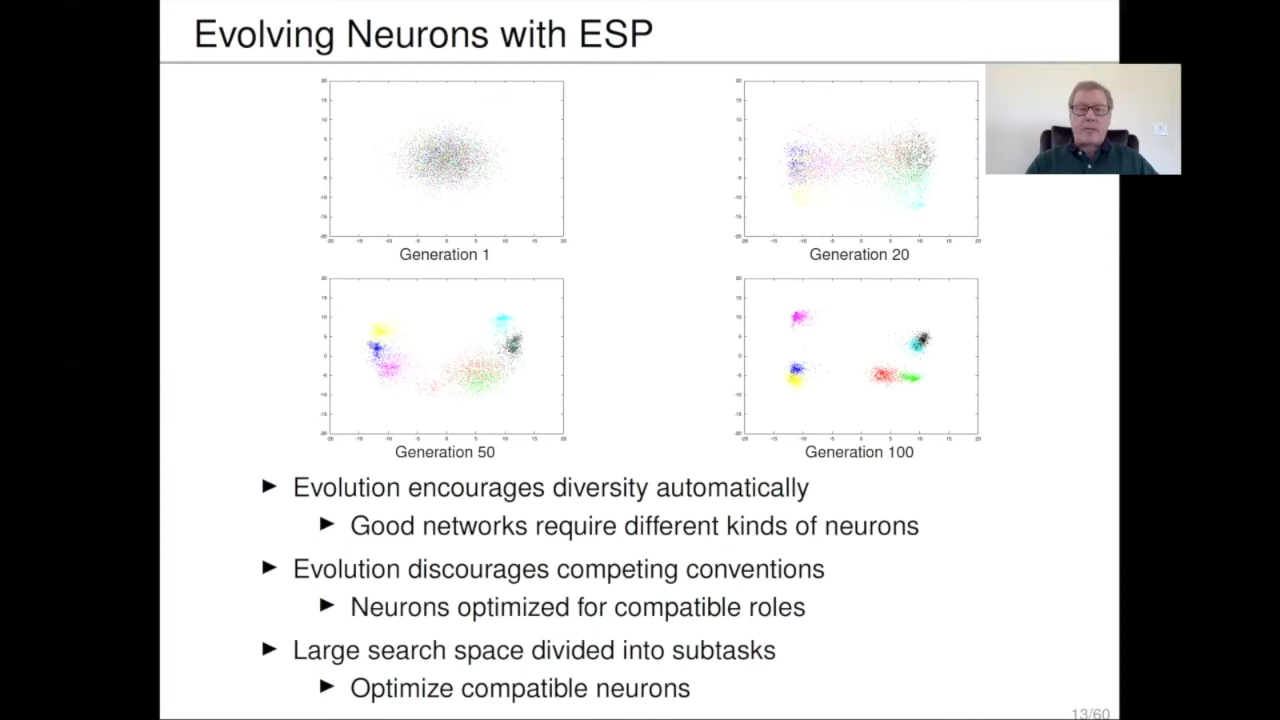 Evolving Neurons with ESP
Generation 1
Generation 20
Generation 50
Generation 100
▶ Evolution encourages diversity automatically
▶ Good networks require different kinds of neurons
▶ Evolution discourages competing conventions
▶ Neurons optimized for compatible roles
▶ Large search space divided into subtasks
▶ Optimize compatible neurons
13/60